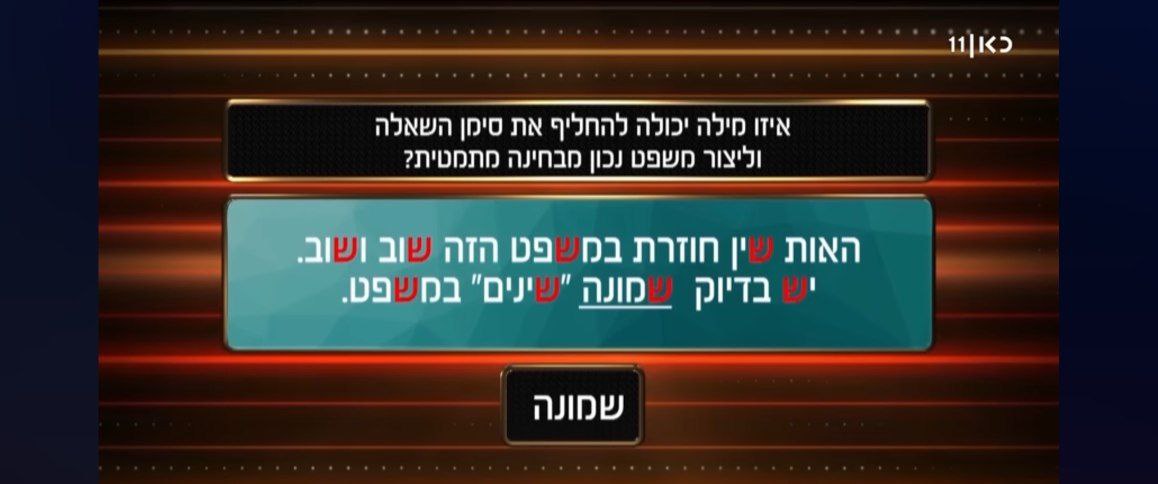 כאן 11
איזו מילה יכולה להחליף את סימן השאלה
וליצור משפט נכון מבחינה מתמטית?
האות שין חוזרת במשפט הזה שוב ושוב.
יש בדיוק שמונה "שינים" במשפט.
שמונה